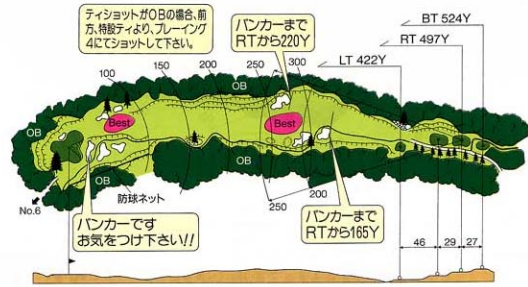 ティショットがOBの場合、前
方、特設ティより、プレーイング
4にてショットして下さい。
バンカーまで
RTから220Y
BT 524Y
RT 497Y
LT 422Y
100
150
200
250
300
OB
OB
Best
Best
OB
OB
OB
No.6
防球ネット
200
250
バンカーです
お気をつけ下さい!!
バンカーまで
RTから165Y
46
29
27